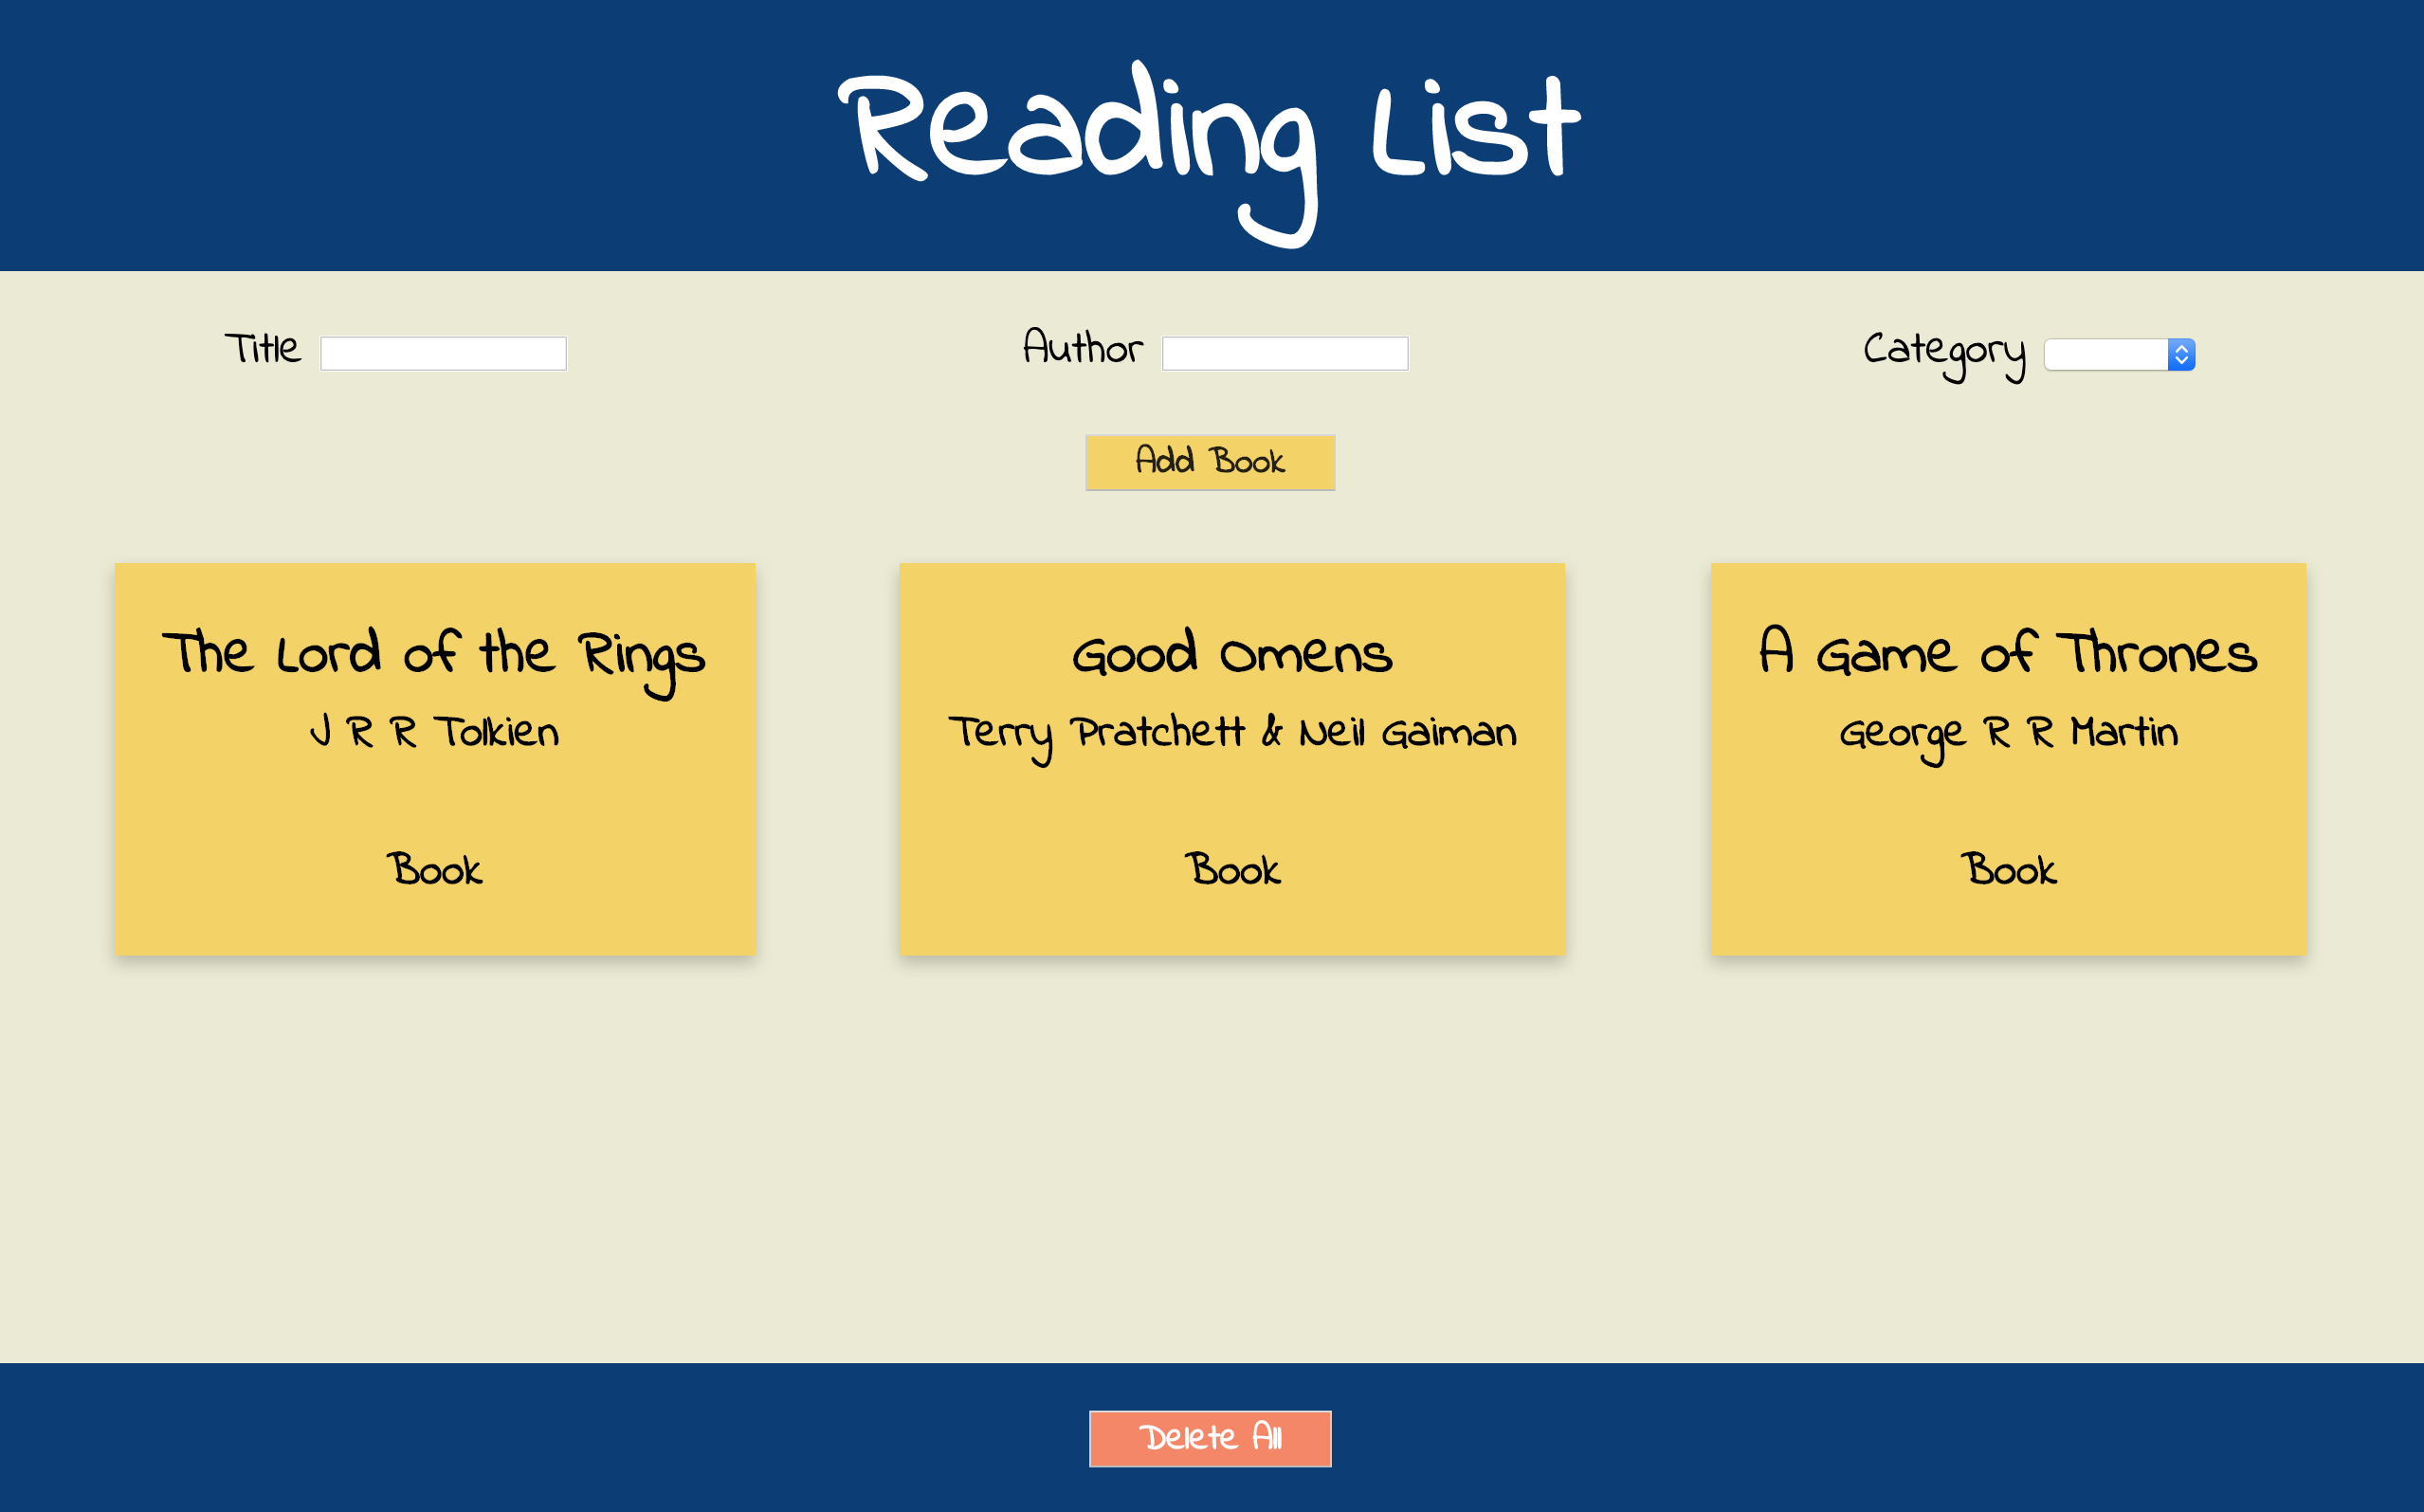 Reading List
Title
Author
Category
Add Book
The Lord of the Rings
J R R Tolkien
Book
Good Omens
Terry Pratchett & Neil Gaiman
Book
A Game of Thrones
George R R Martin
Book
Delete All